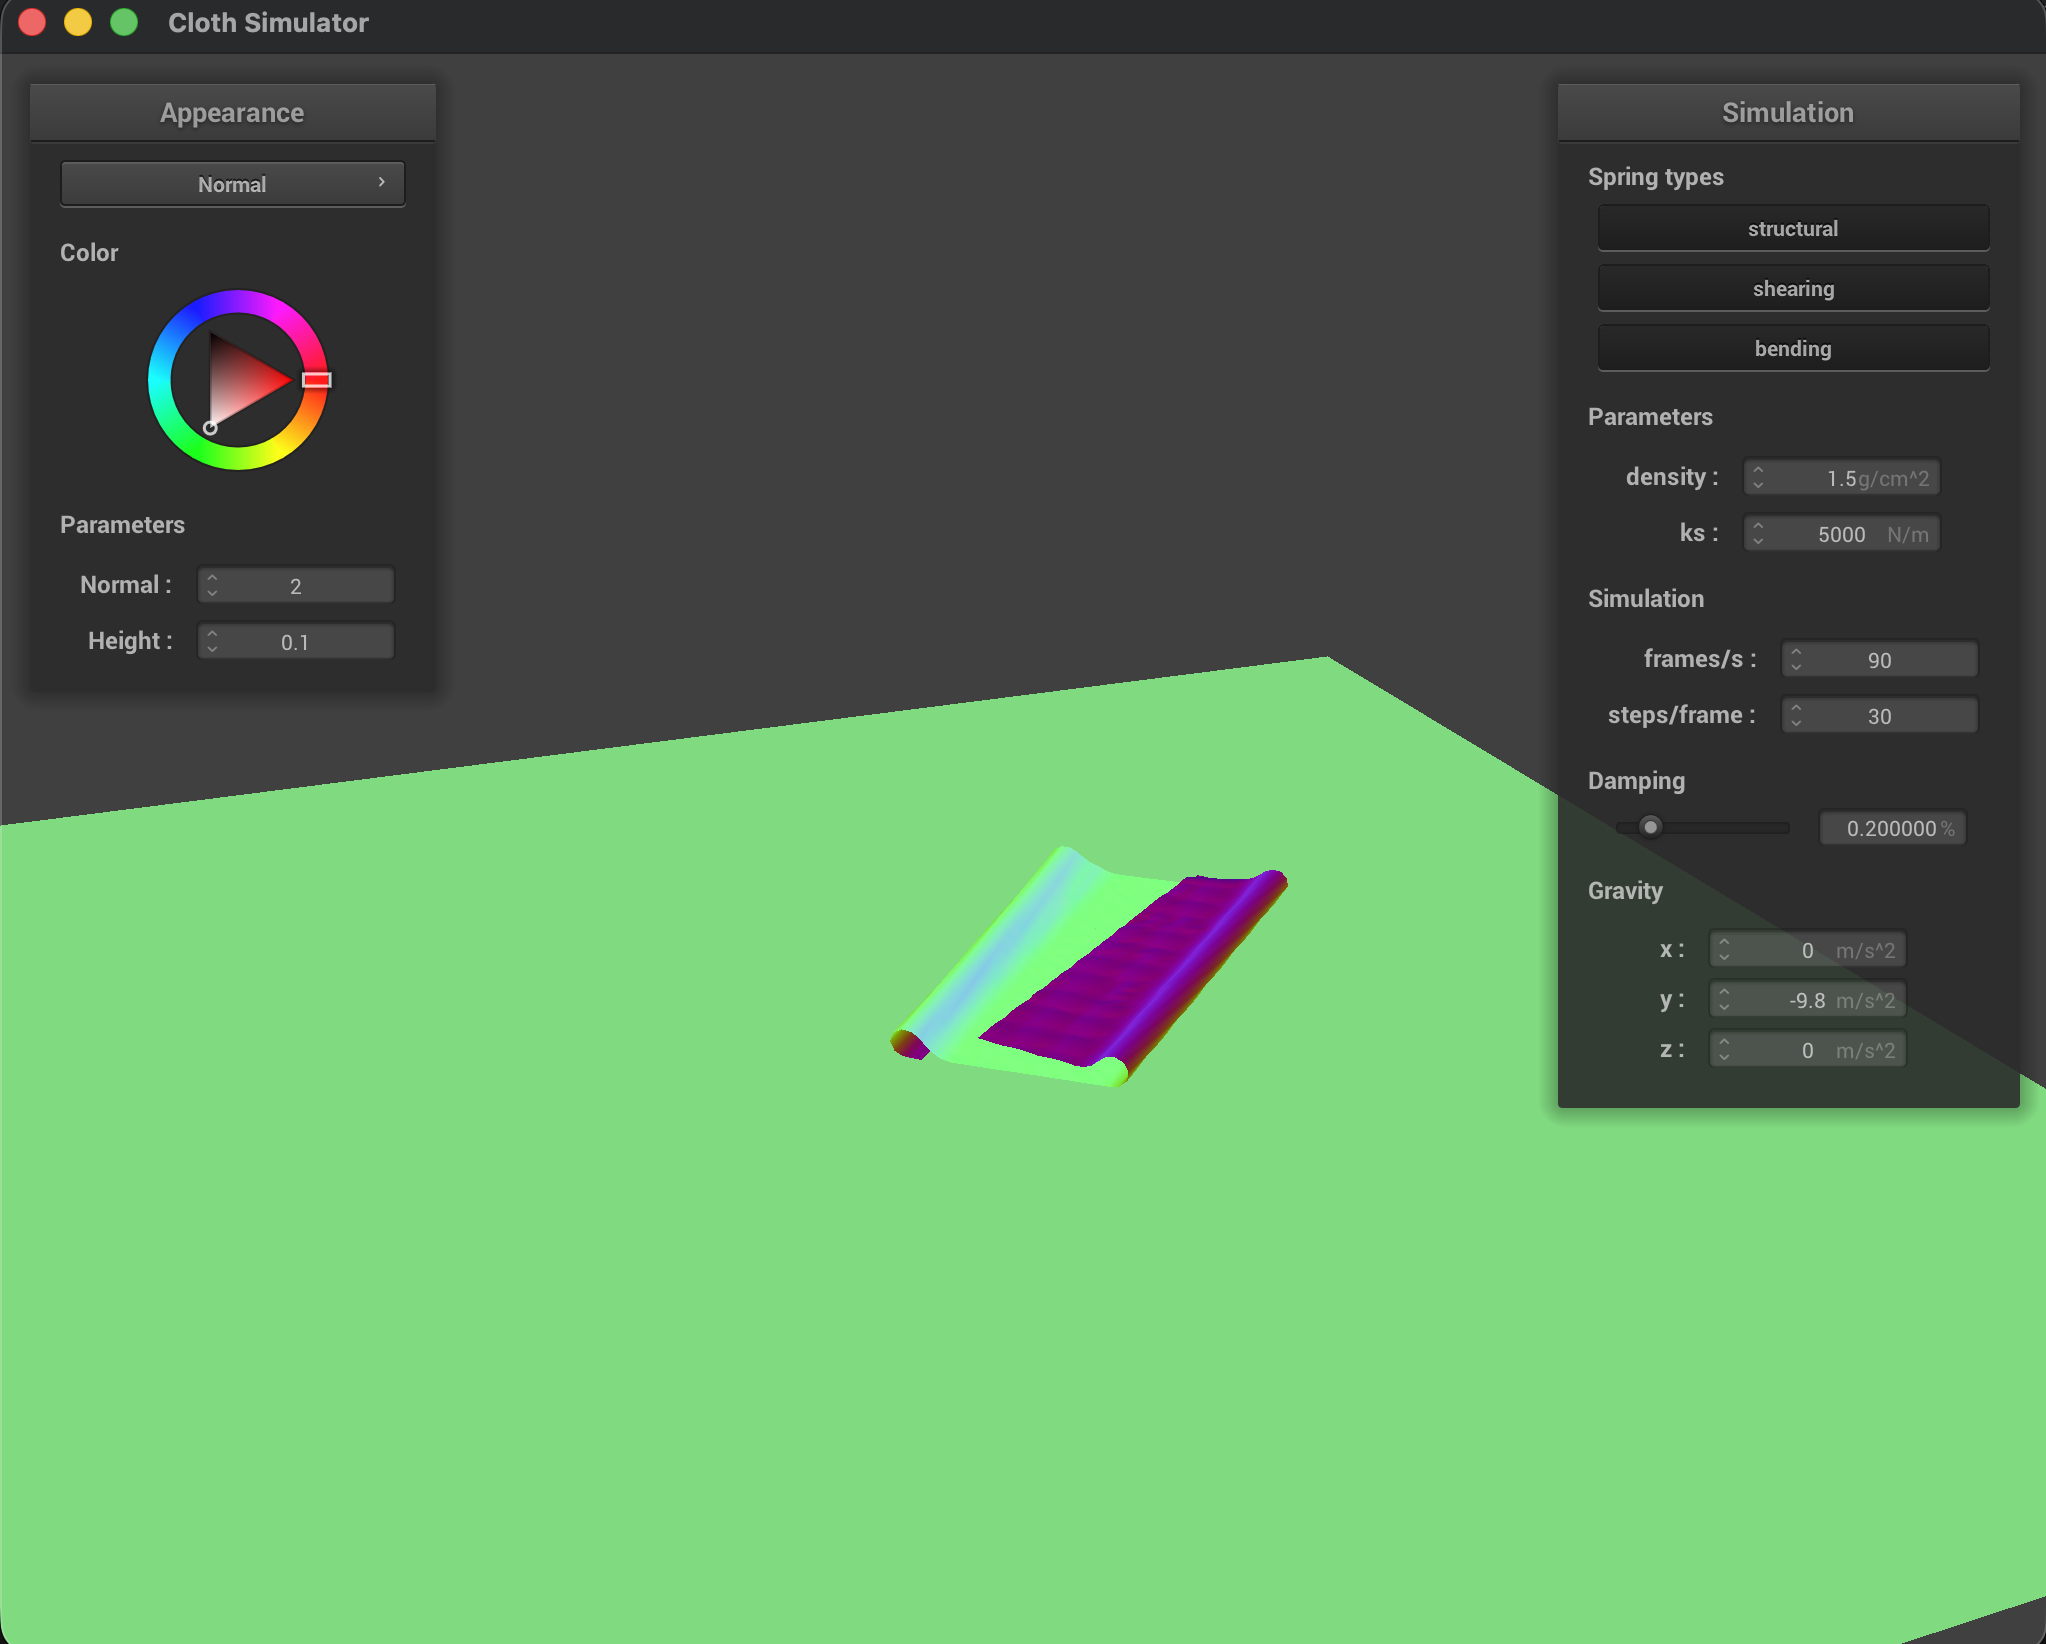 Cloth Simulator
Appearance
Normal
Color
Parameters
Normal : 2
Height : 0.1
Simulation
Spring types
structural
shearing
bending
Parameters
density : 1.5 g/cm^2
ks : 5000 N/m
Simulation
frames/s : 90
steps/frame : 30
Damping
0.200000 %
Gravity
x : 0 m/s^2
y : -9.8 m/s^2
z : 0 m/s^2